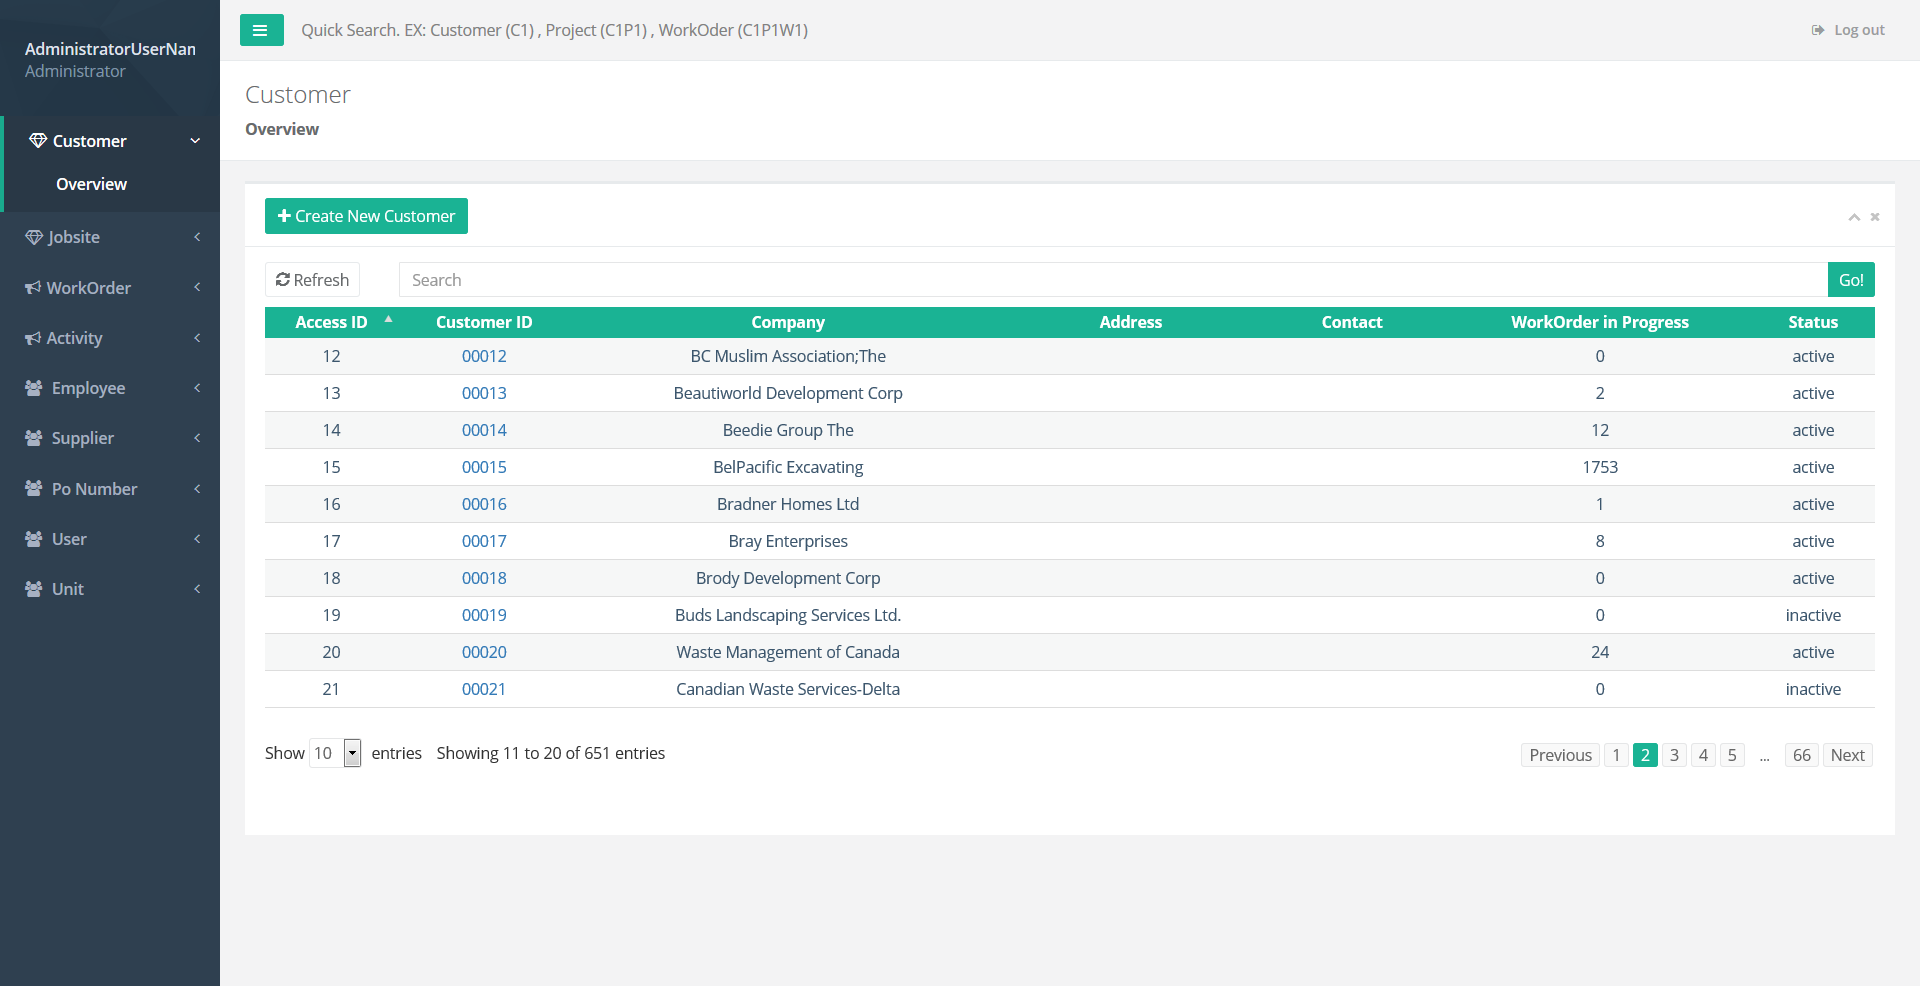 AdministratorUserNan
Administrator
Customer
Overview
Jobsite
WorkOrder
Activity
Employee
Supplier
Po Number
User
Unit
Quick Search. EX: Customer (C1) , Project (C1P1) , WorkOder (C1P1W1)
Log out
Customer
Overview
Create New Customer
Refresh
Search
Go!
Access ID Customer ID Company Address Contact WorkOrder in Progress Status
12 00012 BC Muslim Association;The 0 active
13 00013 Beautiworld Development Corp 2 active
14 00014 Beedie Group The 12 active
15 00015 BelPacific Excavating 1753 active
16 00016 Bradner Homes Ltd 1 active
17 00017 Bray Enterprises 8 active
18 00018 Brody Development Corp 0 active
19 00019 Buds Landscaping Services Ltd. 0 inactive
20 00020 Waste Management of Canada 24 active
21 00021 Canadian Waste Services-Delta 0 inactive
Show 10 entries Showing 11 to 20 of 651 entries
Previous 1 2 3 4 5 ... 66 Next